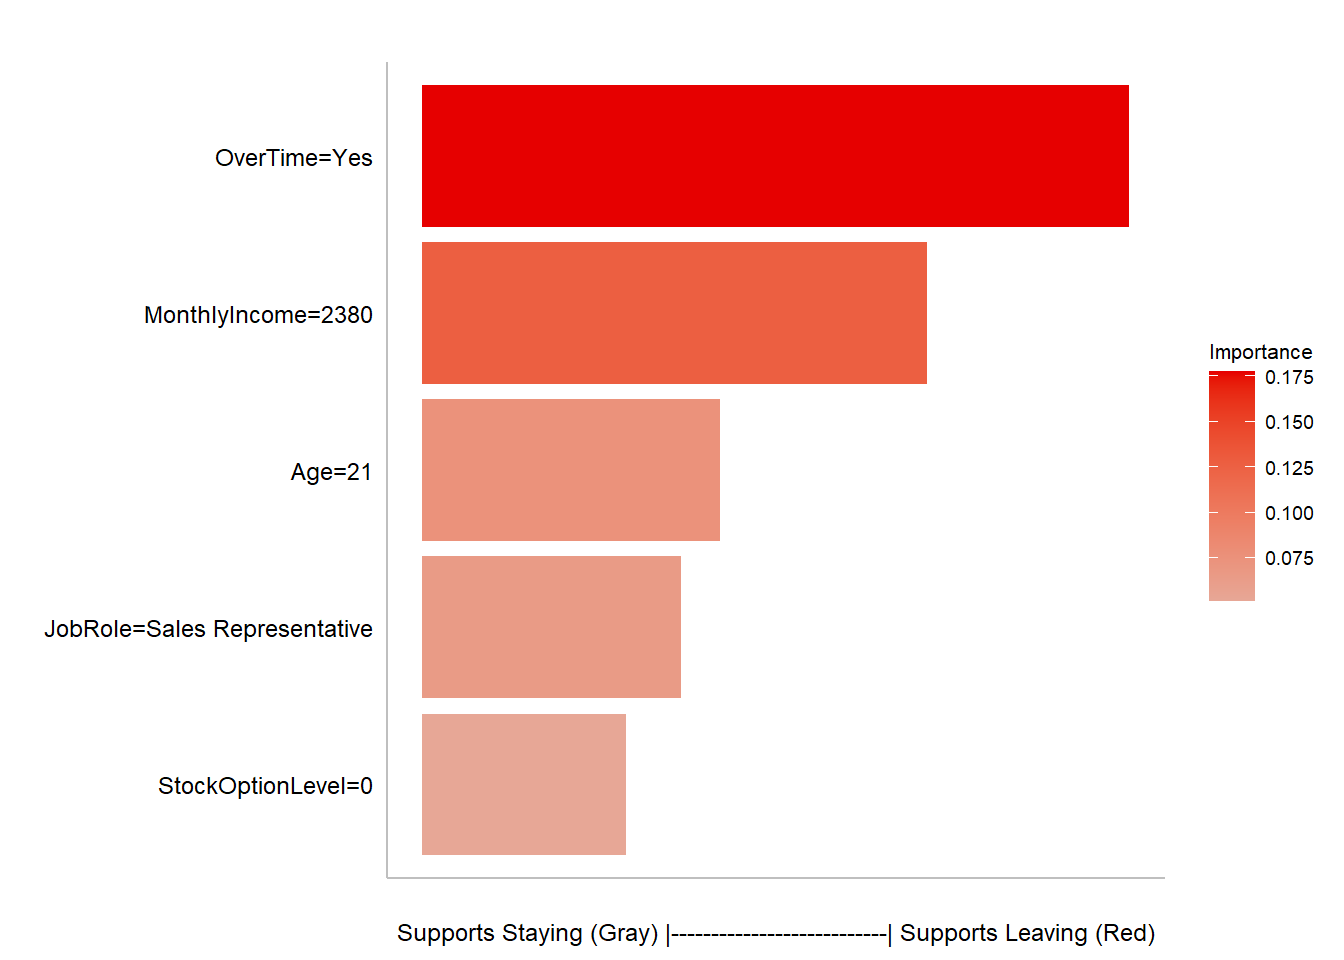 OverTime=Yes
MonthlyIncome=2380
Age=21
JobRole=Sales Representative
StockOptionLevel=0
Importance
0.175
0.150
0.125
0.100
0.075
Supports Staying (Gray) |---------------------------| Supports Leaving (Red)